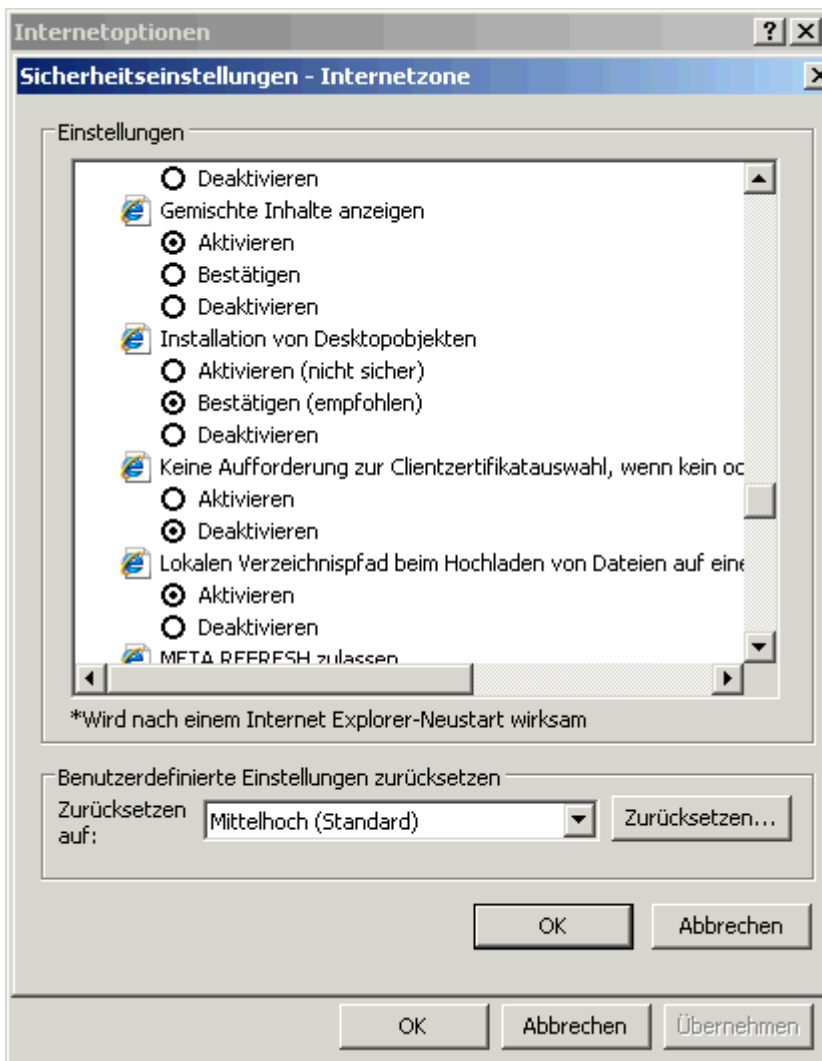 Internetoptionen
Sicherheitseinstellungen - Internetzone
Einstellungen
Deaktivieren
Gemischte Inhalte anzeigen
Aktivieren
Bestätigen
Deaktivieren
Installation von Desktopobjekten
Aktivieren (nicht sicher)
Bestätigen (empfohlen)
Deaktivieren
Keine Aufforderung zur Clientzertifikatauswahl, wenn kein oc
Aktivieren
Deaktivieren
Lokalen Verzeichnispfad beim Hochladen von Dateien auf eine
Aktivieren
Deaktivieren
META REFRESH zulassen
*Wird nach einem Internet Explorer-Neustart wirksam
Benutzerdefinierte Einstellungen zurücksetzen
Zurücksetzen auf:
Mittelhoch (Standard)
Zurücksetzen...
OK Abbrechen
OK Abbrechen Übernehmen